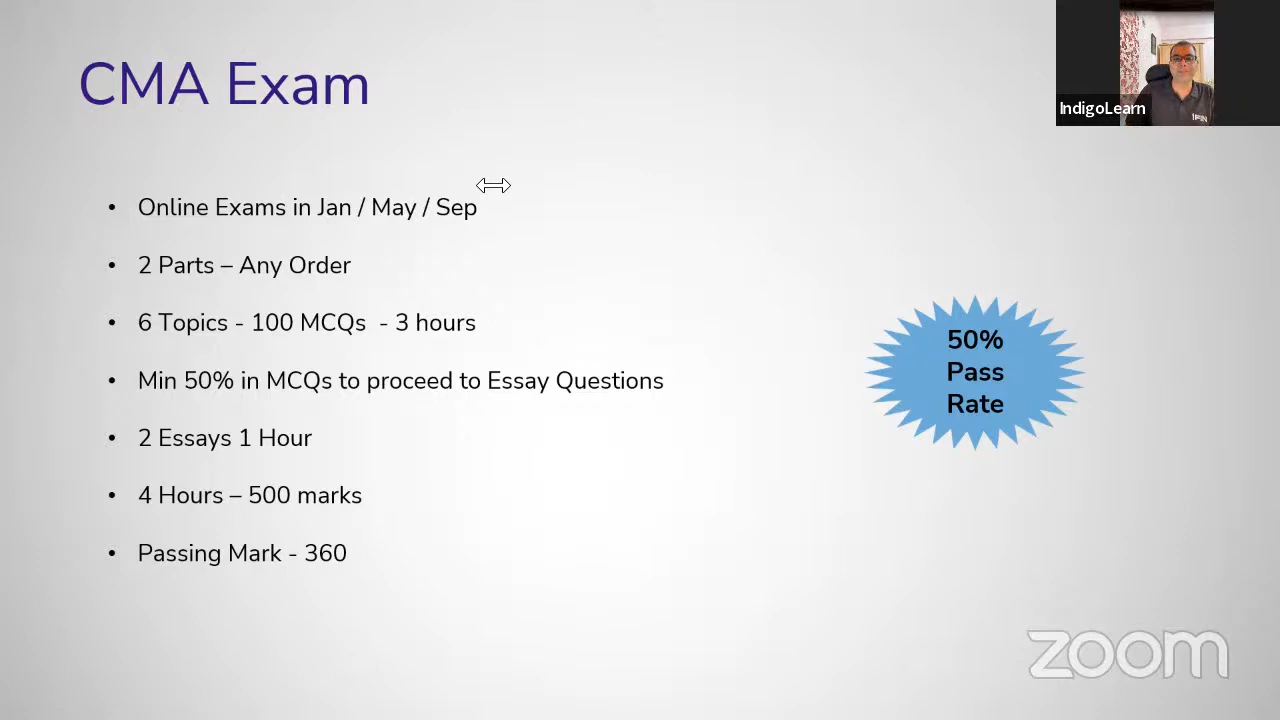 CMA Exam
IndigoLearn
• Online Exams in Jan / May / Sep
• 2 Parts – Any Order
• 6 Topics - 100 MCQs - 3 hours
• Min 50% in MCQs to proceed to Essay Questions
• 2 Essays 1 Hour
• 4 Hours – 500 marks
• Passing Mark - 360
50%
Pass
Rate
zoom